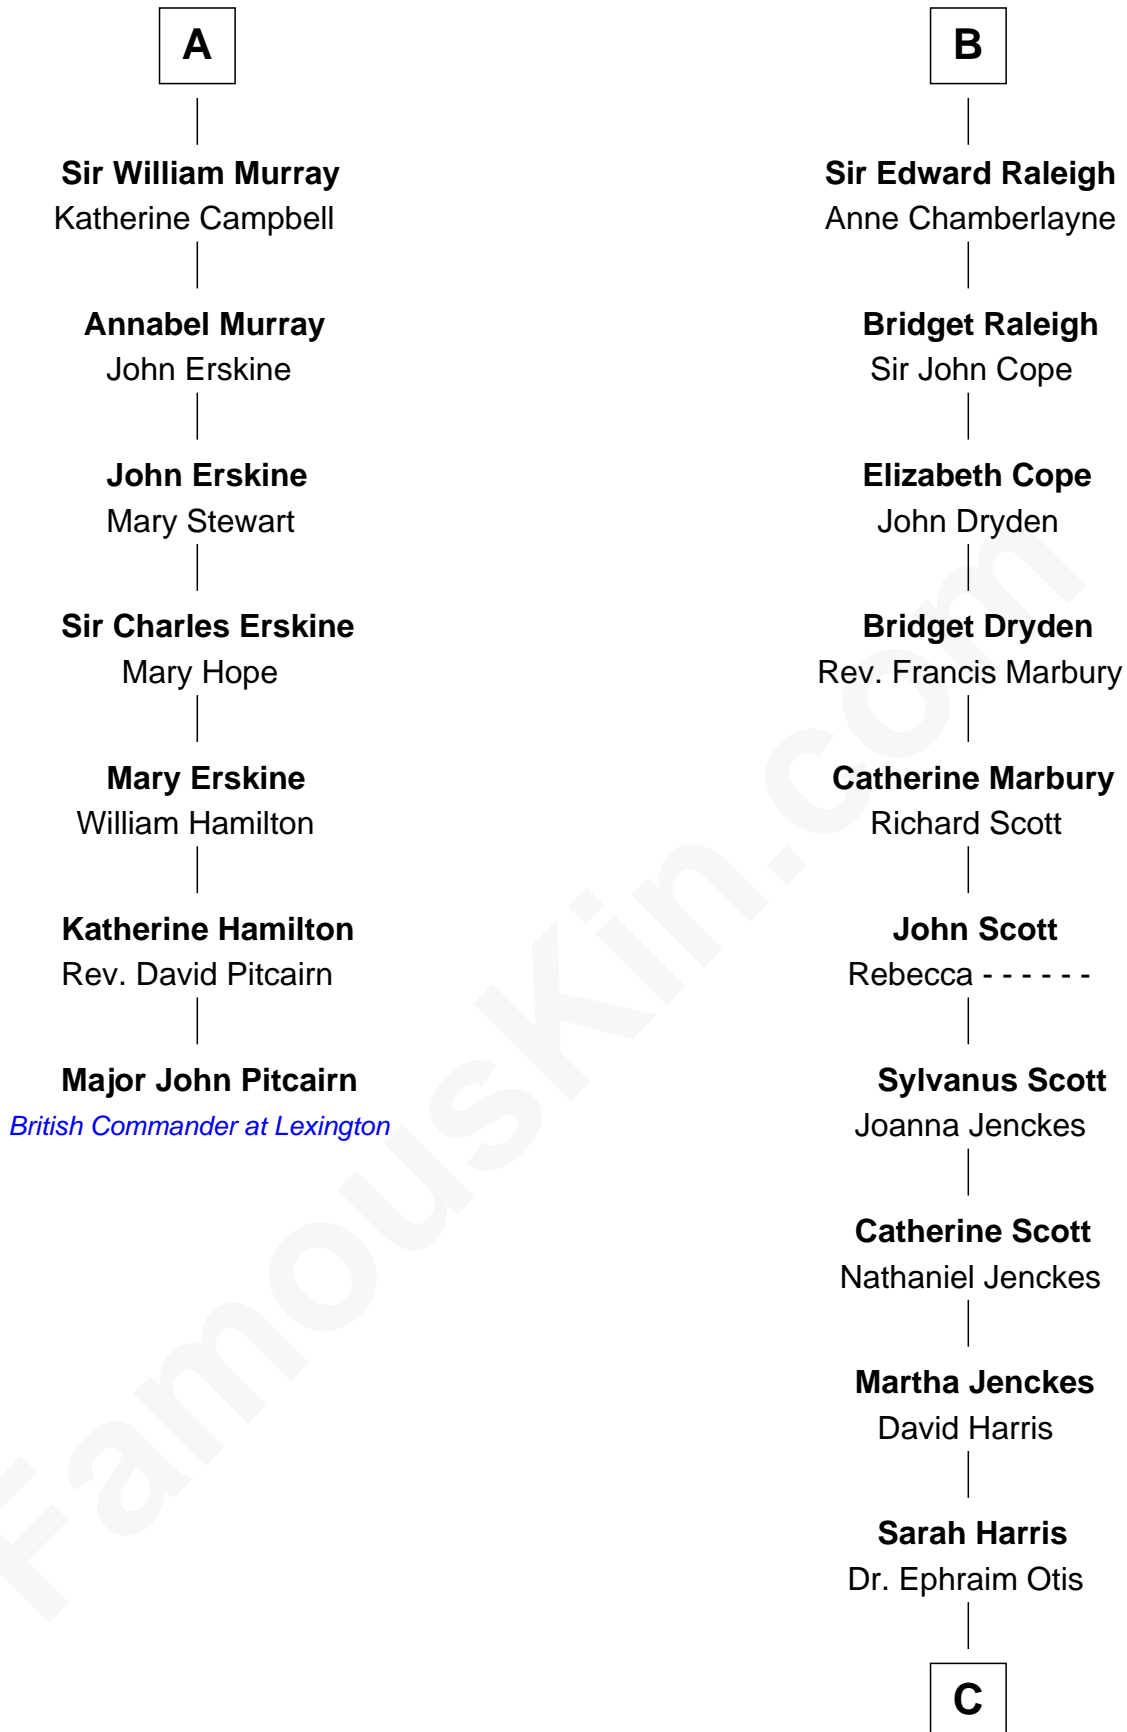 A
Sir William Murray
Katherine Campbell
Annabel Murray
John Erskine
John Erskine
Mary Stewart
Sir Charles Erskine
Mary Hope
Mary Erskine
William Hamilton
Katherine Hamilton
Rev. David Pitcairn
Major John Pitcairn
British Commander at Lexington
B
Sir Edward Raleigh
Anne Chamberlayne
Bridget Raleigh
Sir John Cope
Elizabeth Cope
John Dryden
Bridget Dryden
Rev. Francis Marbury
Catherine Marbury
Richard Scott
John Scott
Rebecca - - - - - -
Sylvanus Scott
Joanna Jenckes
Catherine Scott
Nathaniel Jenckes
Martha Jenckes
David Harris
Sarah Harris
Dr. Ephraim Otis
C
FamousKin.com